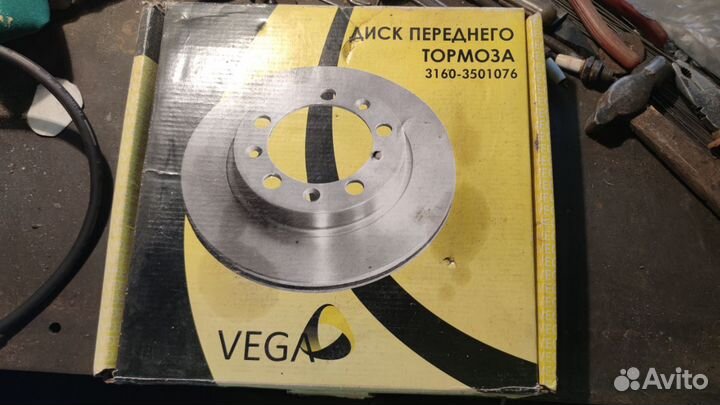 ДИСК ПЕРЕДНЕГО
ТОРМОЗА
3160-3501076
VEGA
Avito